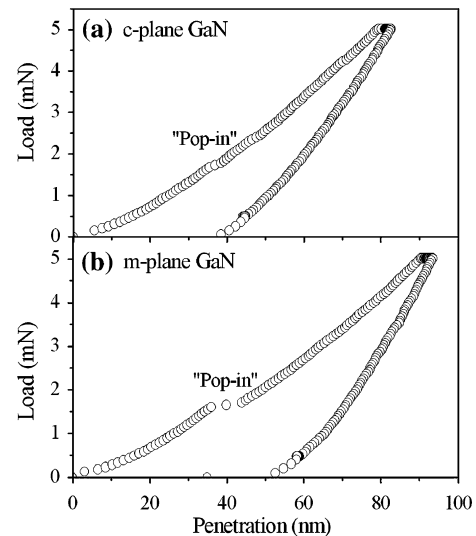 (a) c-plane GaN
"Pop-in"
Load (mN)
5
4
3
2
1
0
(b) m-plane GaN
"Pop-in"
Load (mN)
5
4
3
2
1
0
0 20 40 60 80 100
Penetration (nm)